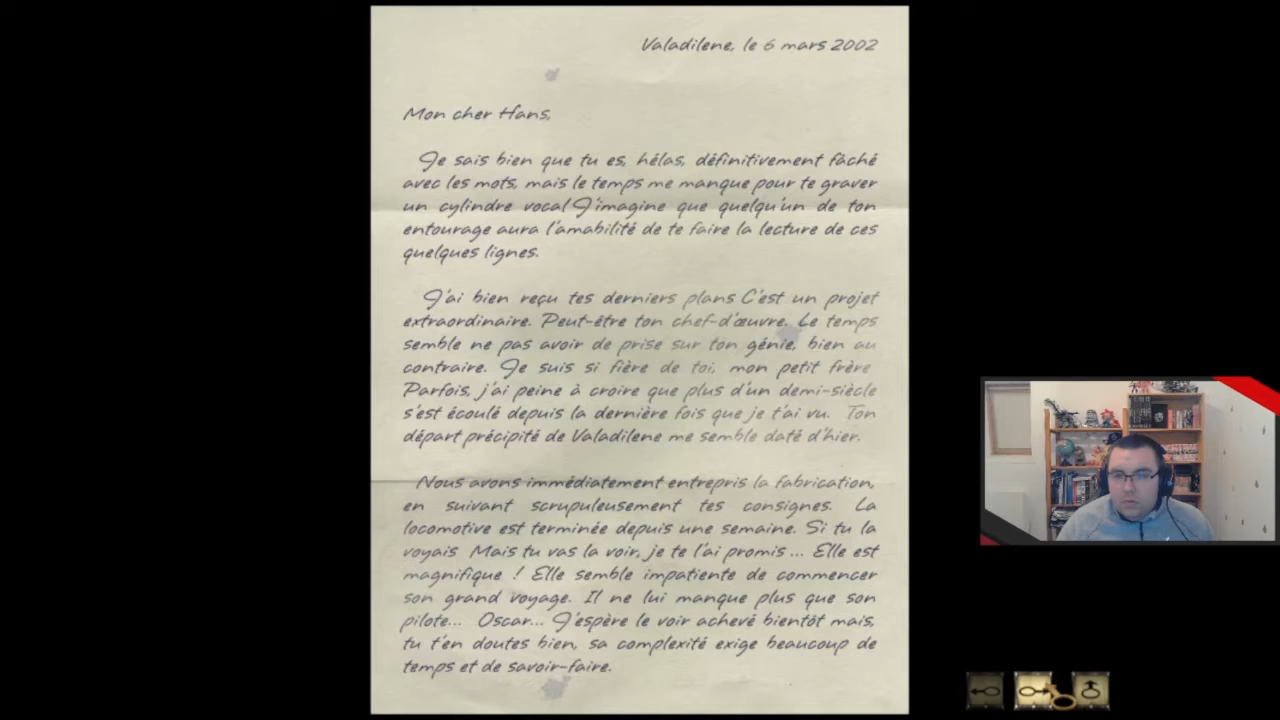 Valadilene, le 6 mars 2002
Mon cher Hans,
Je sais bien que tu es, hélas, définitivement fâché
avec les mots, mais le temps me manque pour te graver
un cylindre vocal J'imagine que quelqu'un de ton
entourage aura l'amabilité de te faire la lecture de ces
quelques lignes.
J'ai bien reçu tes derniers plans C'est un projet
extraordinaire. Peut-être ton chef-d'œuvre. Le temps
semble ne pas avoir de prise sur ton génie, bien au
contraire. Je suis si fière de toi, mon petit frère
Parfois, j'ai peine à croire que plus d'un demi-siècle
s'est écoulé depuis la dernière fois que je t'ai vu. Ton
départ précipité de Valadilene me semble daté d'hier.
Nous avons immédiatement entrepris la fabrication,
en suivant scrupuleusement tes consignes. La
locomotive est terminée depuis une semaine. Si tu la
voyais Mais tu vas la voir, je te l'ai promis ... Elle est
magnifique ! Elle semble impatiente de commencer
son grand voyage. Il ne lui manque plus que son
pilote... Oscar... J'espère le voir achevé bientôt mais,
tu t'en doutes bien, sa complexité exige beaucoup de
temps et de savoir-faire.